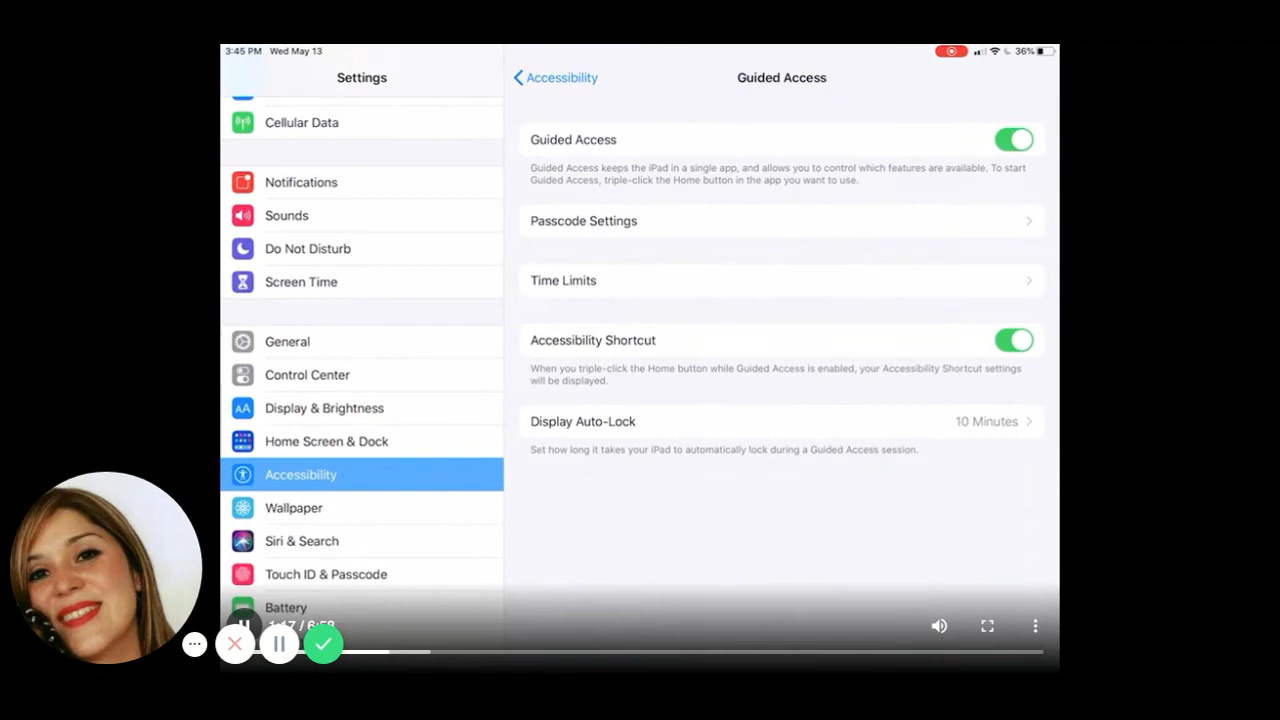 3:45 PM Wed May 13
36%
Settings
Accessibility
Guided Access
Cellular Data
Notifications
Sounds
Do Not Disturb
Screen Time
General
Control Center
Display & Brightness
Home Screen & Dock
Accessibility
Wallpaper
Siri & Search
Touch ID & Passcode
Battery
Guided Access
Guided Access keeps the iPad in a single app, and allows you to control which features are available. To start
Guided Access, triple-click the Home button in the app you want to use.
Passcode Settings
Time Limits
Accessibility Shortcut
When you triple-click the Home button while Guided Access is enabled, your Accessibility Shortcut settings
will be displayed.
Display Auto-Lock
10 Minutes
Set how long it takes your iPad to automatically lock during a Guided Access session.